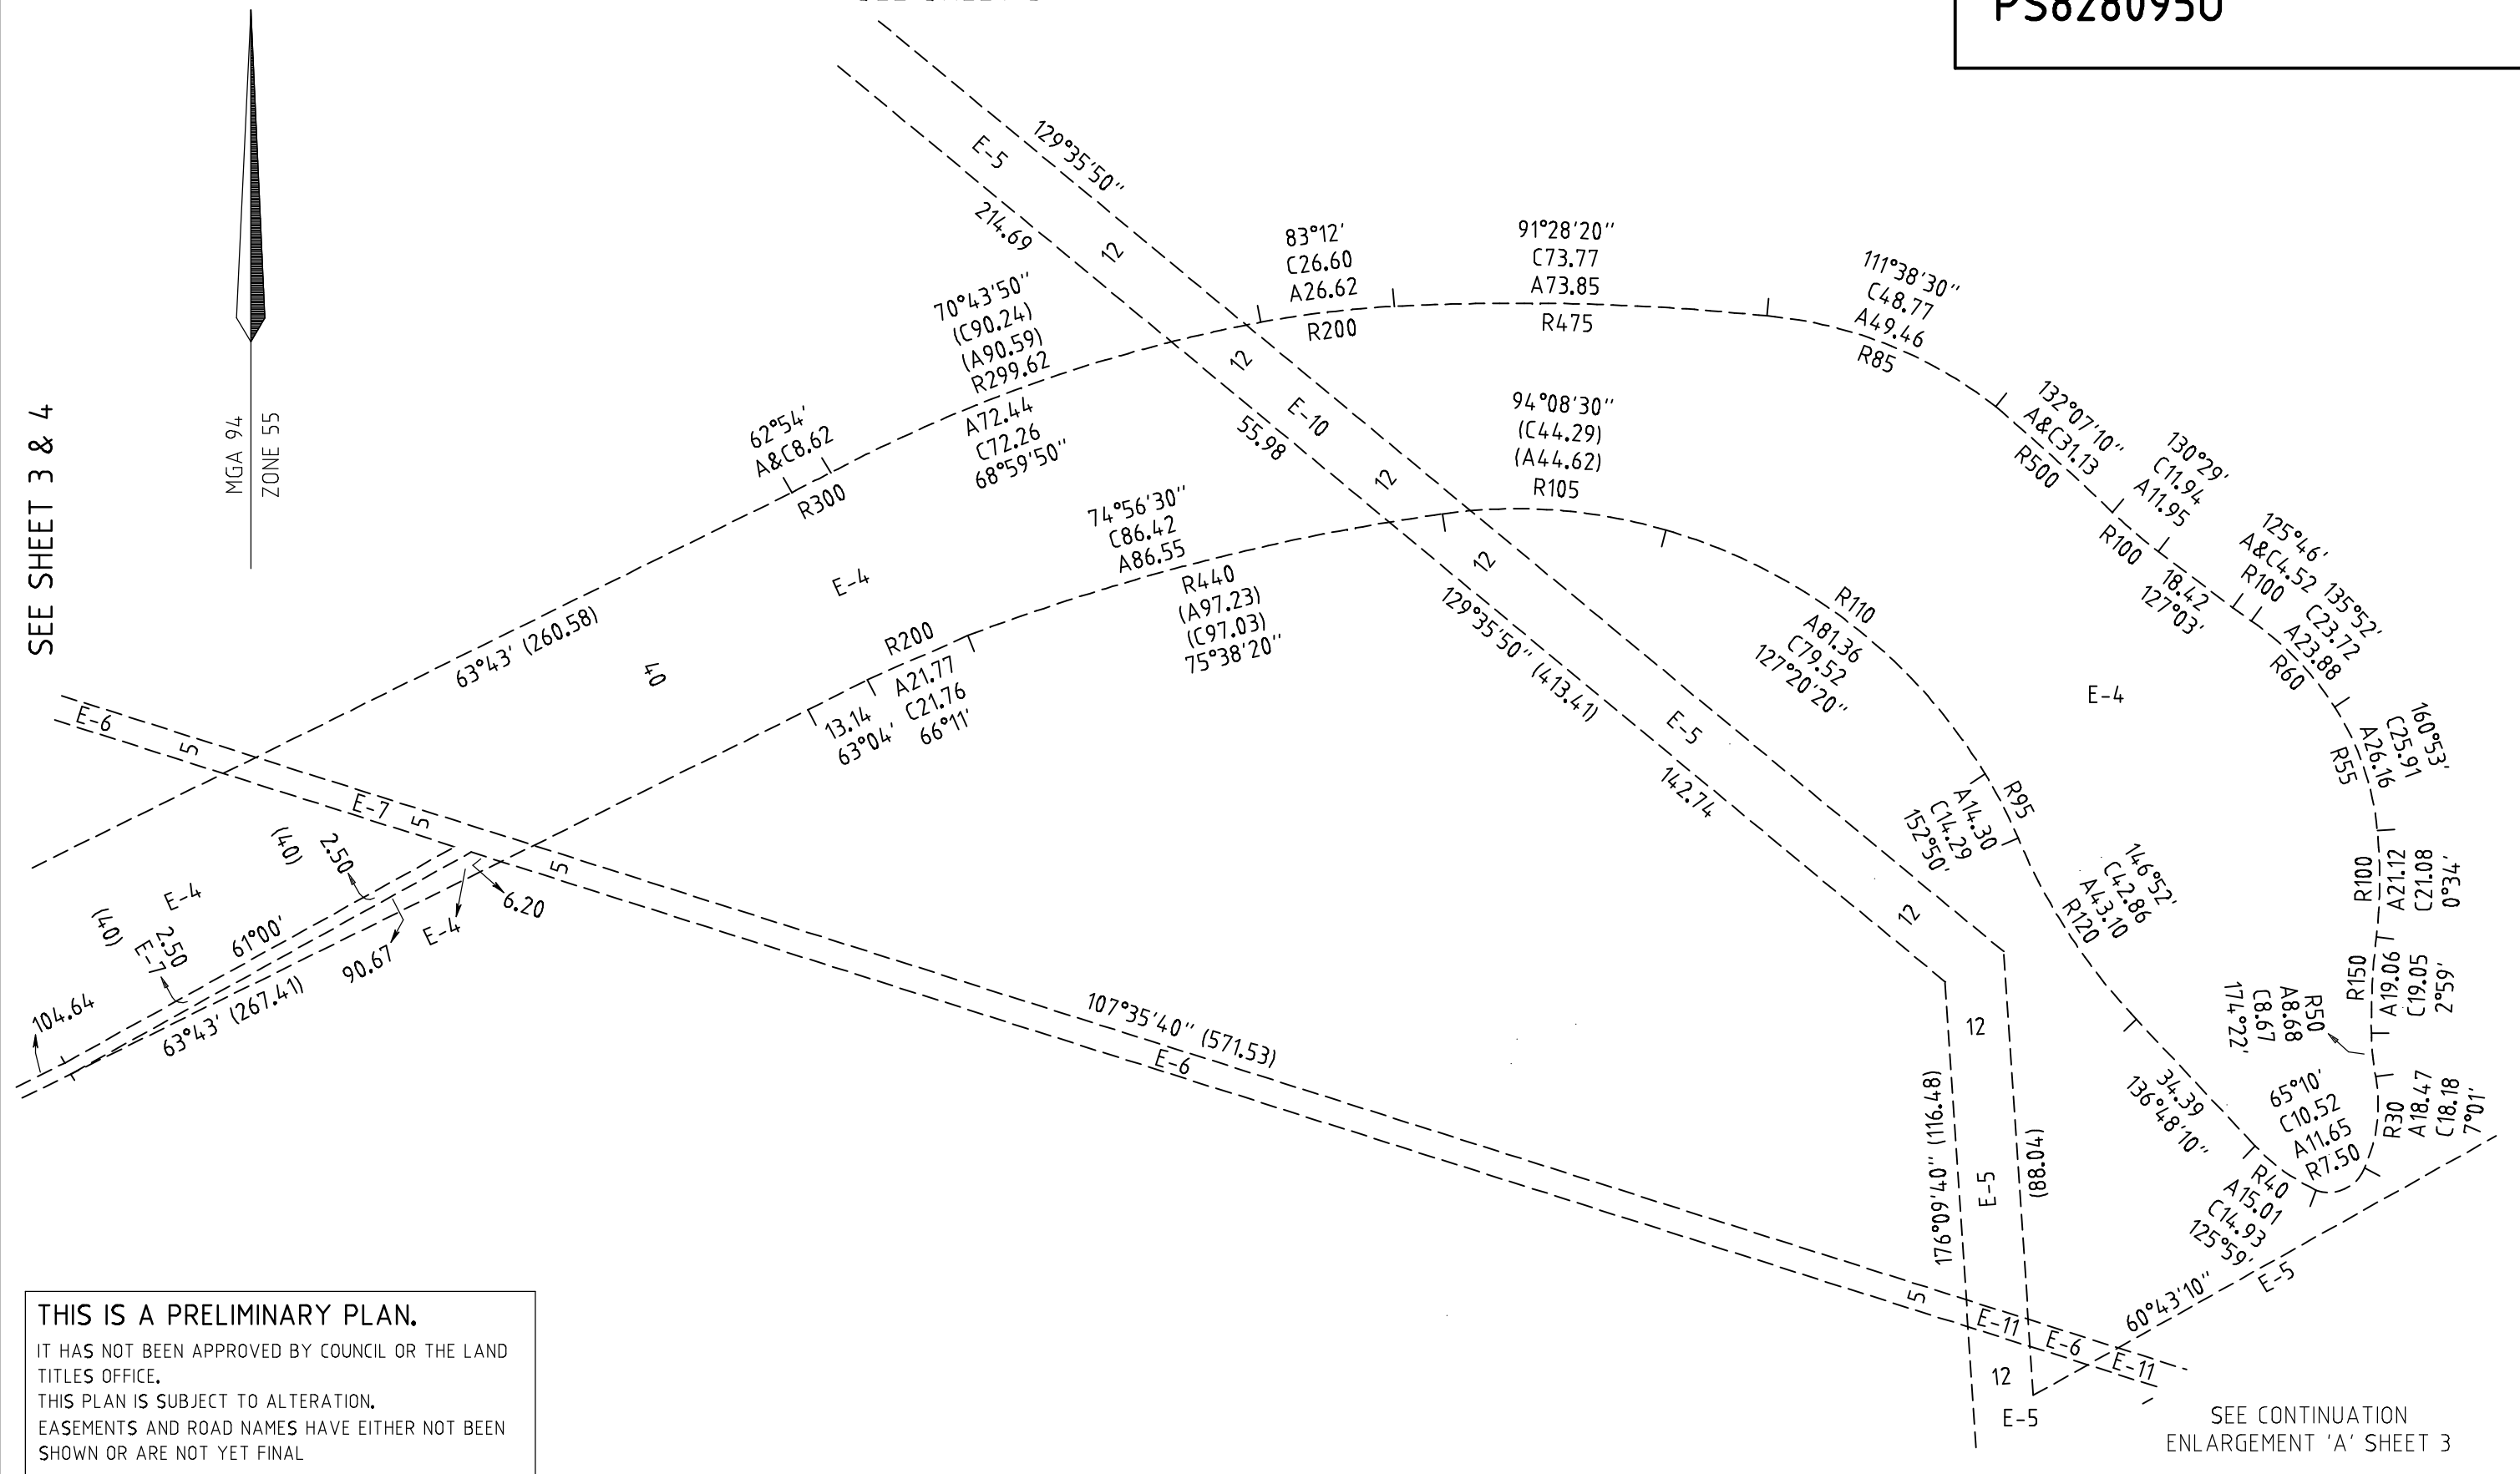 PS828095U
SEE SHEET 3 & 4
MGA 94
ZONE 55
E-5
129°35'50"
214.69
12
70°43'50"
(C90.24)
(A90.59)
R299.62
A72.44
C72.26
68°59'50"
62°54'
A&C8.62
R300
83°12'
C26.60
A26.62
R200
91°28'20"
C73.77
A73.85
R475
111°38'30"
C48.77
A49.46
R85
132°07'10"
A&C31.13
R500
130°29'
C11.94
A11.95
R100
18.42
127°03'
125°46'
A&C4.52
R100
135°52'
C23.72
A23.88
R60
160°53'
C25.91
A26.16
R55
R100
A21.12
C21.08
0°34'
R150
A19.06
C19.05
2°59'
R50
A8.68
C8.67
174°22'
R30
A18.47
C18.18
7°01'
65°10'
C10.52
A11.65
R7.50
R40
A15.01
C14.93
125°59'
34.39
136°48'10"
146°52'
C42.86
A43.10
R120
R95
A14.30
C14.29
152°50'
R110
A81.36
C79.52
127°20'20"
94°08'30"
(C44.29)
(A44.62)
R105
12
E-10
55.98
12
12
74°56'30"
C86.42
A86.55
R440
(A97.23)
(C97.03)
75°38'20"
R200
A21.77
C21.76
66°11'
13.14
63°04'
E-4
40
63°43' (260.58)
E-4
129°35'50" (413.41)
E-5
142.74
12
12
176°09'40" (116.48)
E-5
(88.04)
E-6
5
E-7
5
5
(40)
2.50
E-4
(40)
2.50
E-7
61°00'
6.20
E-4
90.67
104.64
63°43' (267.41)
107°35'40" (571.53)
E-6
5
E-11
E-6
E-11
60°43'10"
E-5
12
E-5
THIS IS A PRELIMINARY PLAN.
IT HAS NOT BEEN APPROVED BY COUNCIL OR THE LAND
TITLES OFFICE.
THIS PLAN IS SUBJECT TO ALTERATION.
EASEMENTS AND ROAD NAMES HAVE EITHER NOT BEEN
SHOWN OR ARE NOT YET FINAL
SEE CONTINUATION
ENLARGEMENT 'A' SHEET 3